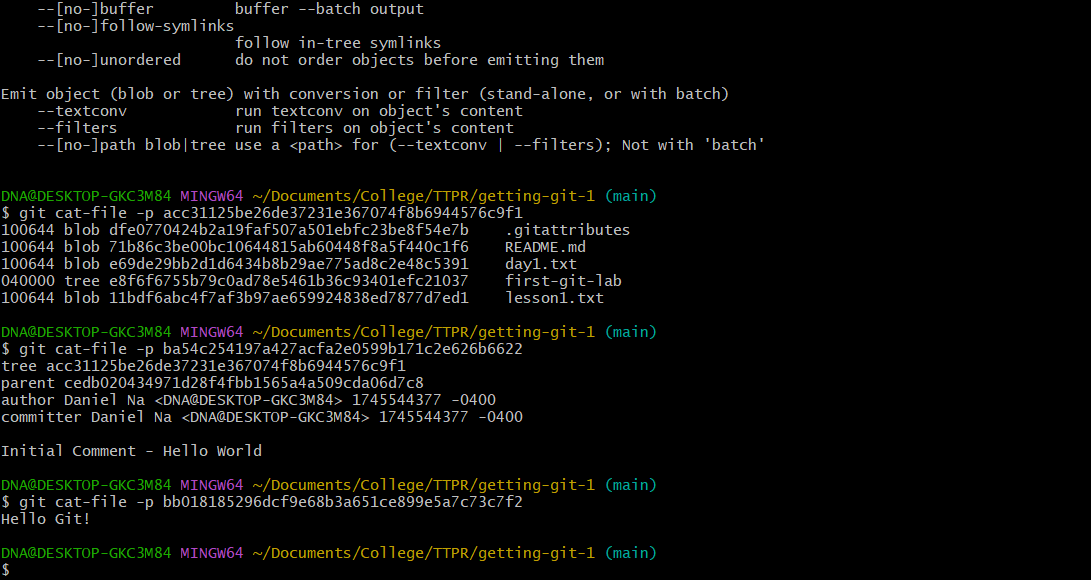 --[no-]buffer         buffer --batch output
    --[no-]follow-symlinks
                          follow in-tree symlinks
    --[no-]unordered      do not order objects before emitting them

Emit object (blob or tree) with conversion or filter (stand-alone, or with batch)
    --textconv            run textconv on object's content
    --filters             run filters on object's content
    --[no-]path blob|tree use a <path> for (--textconv | --filters); Not with 'batch'

DNA@DESKTOP-GKC3M84 MINGW64 ~/Documents/College/TTPR/getting-git-1 (main)
$ git cat-file -p acc31125be26de37231e367074f8b6944576c9f1
100644 blob dfe0770424b2a19faf507a501ebfc23be8f54e7b    .gitattributes
100644 blob 71b86c3be00bc10644815ab60448f8a5f440c1f6    README.md
100644 blob e69de29bb2d1d6434b8b29ae775ad8c2e48c5391    day1.txt
040000 tree e8f6f6755b79c0ad78e5461b36c93401efc21037    first-git-lab
100644 blob 11bdf6abc4f7af3b97ae659924838ed7877d7ed1    lesson1.txt

DNA@DESKTOP-GKC3M84 MINGW64 ~/Documents/College/TTPR/getting-git-1 (main)
$ git cat-file -p ba54c254197a427acfa2e0599b171c2e626b6622
tree acc31125be26de37231e367074f8b6944576c9f1
parent cedb020434971d28f4fbb1565a4a509cda06d7c8
author Daniel Na <DNA@DESKTOP-GKC3M84> 1745544377 -0400
committer Daniel Na <DNA@DESKTOP-GKC3M84> 1745544377 -0400

Initial Comment - Hello World

DNA@DESKTOP-GKC3M84 MINGW64 ~/Documents/College/TTPR/getting-git-1 (main)
$ git cat-file -p bb018185296dcf9e68b3a651ce899e5a7c73c7f2
Hello Git!

DNA@DESKTOP-GKC3M84 MINGW64 ~/Documents/College/TTPR/getting-git-1 (main)
$